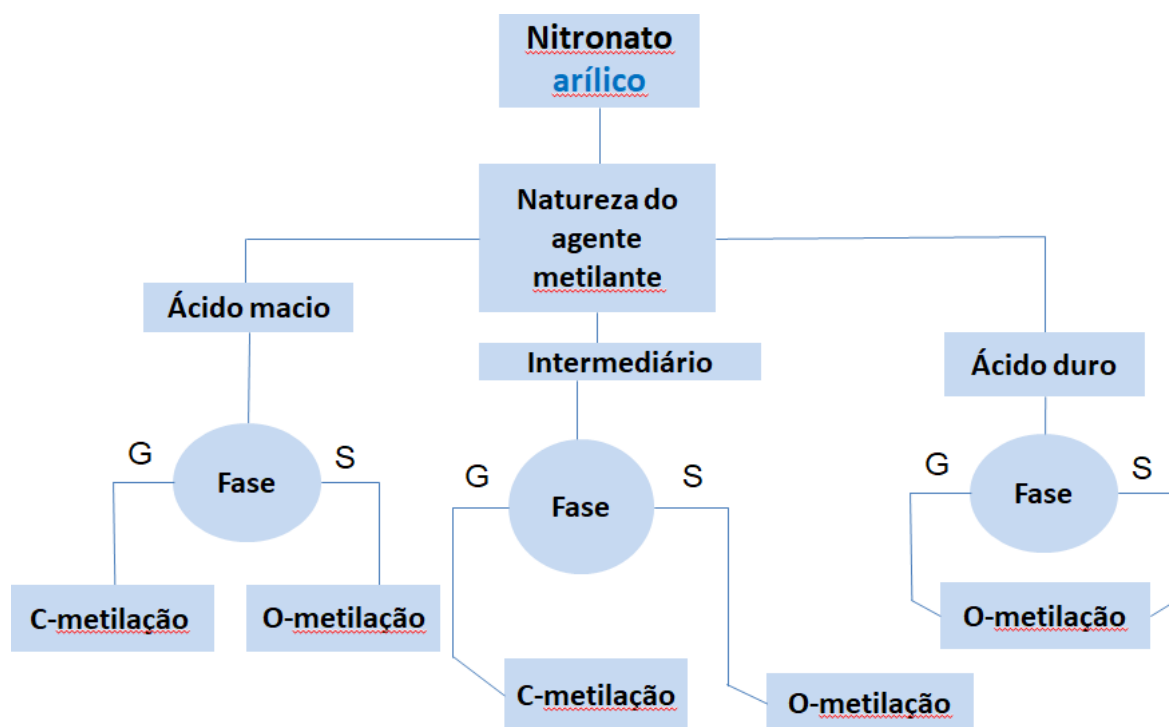 Nitronato
arílico
Natureza do
agente
metilante
Ácido macio
Intermediário
Ácido duro
G
S
Fase
G
S
Fase
G
S
Fase
C-metilação
O-metilação
C-metilação
O-metilação
O-metilação